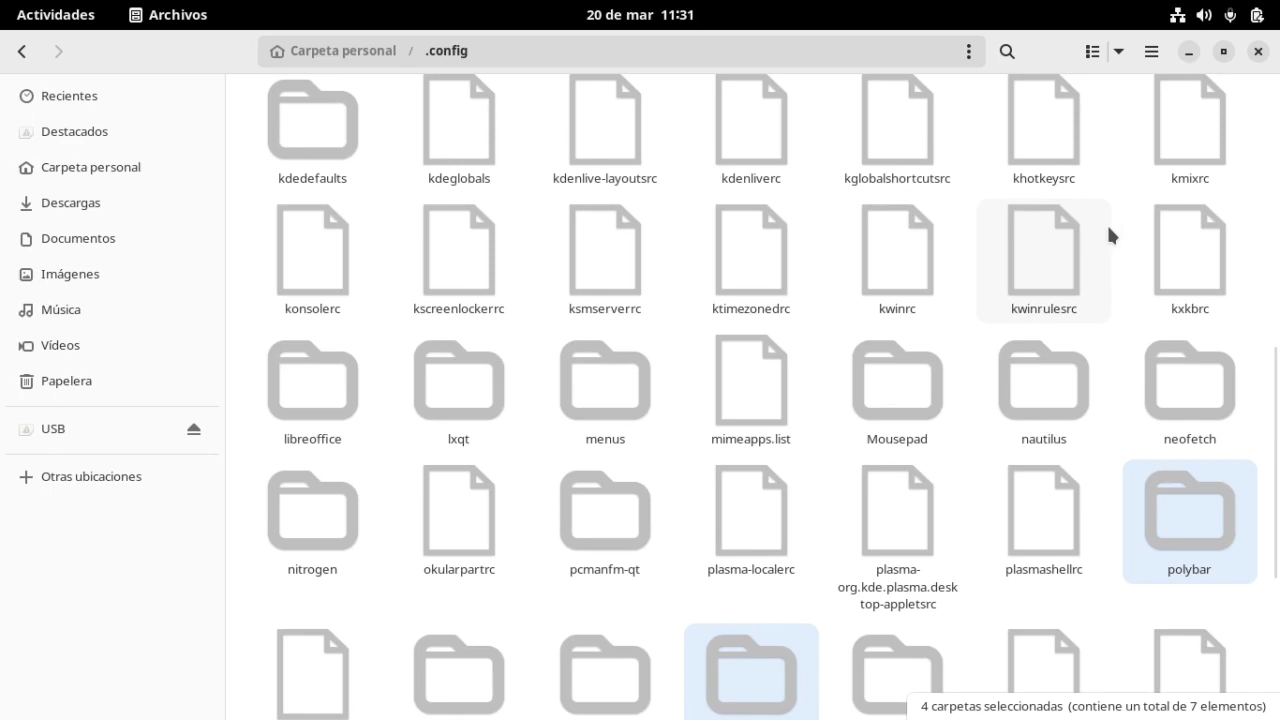 Actividades
Archivos
20 de mar 11:31
Carpeta personal / .config
Recientes
Destacados
Carpeta personal
Descargas
Documentos
Imágenes
Música
Vídeos
Papelera
USB
Otras ubicaciones
kdedefaults
kdeglobals
kdenlive-layoutsrc
kdenliverc
kglobalshortcutsrc
khotkeysrc
kmixrc
konsolerc
kscreenlockerrc
ksmserverrc
ktimezonedrc
kwinrc
kwinrulesrc
kxkbrc
libreoffice
lxqt
menus
mimeapps.list
Mousepad
nautilus
neofetch
nitrogen
okularpartrc
pcmanfm-qt
plasma-localerc
plasma-
org.kde.plasma.desk
top-appletsrc
plasmashellrc
polybar
4 carpetas seleccionadas (contiene un total de 7 elementos)